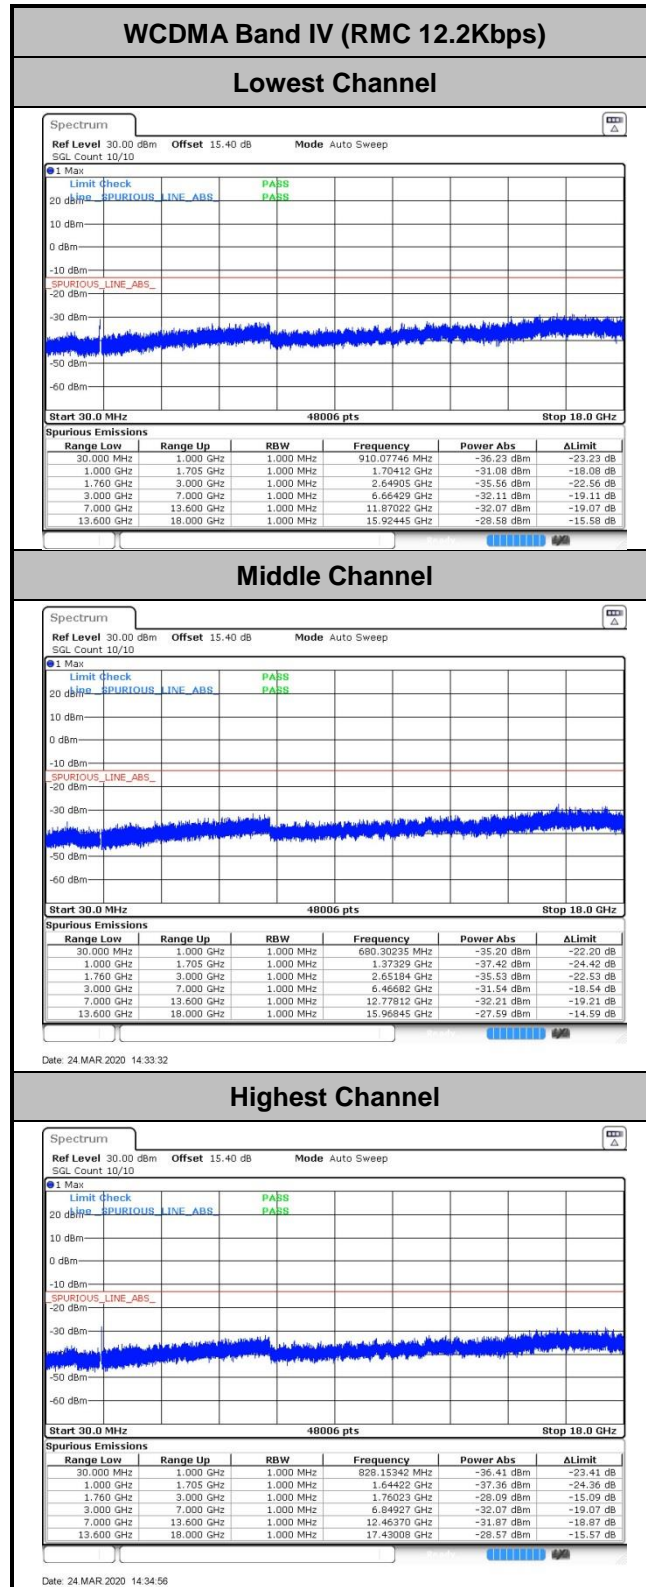 WCDMA Band IV (RMC 12.2Kbps)
Lowest Channel
Spectrum
Ref Level 30.00 dBm Offset 15.40 dB Mode Auto Sweep
SGL Count 10/10
1 Max
Limit Check PASS
20 dBm Line _SPURIOUS_LINE_ABS_ PASS
10 dBm
0 dBm
-10 dBm
_SPURIOUS_LINE_ABS_
-20 dBm
-30 dBm
-50 dBm
-60 dBm
Start 30.0 MHz 48006 pts Stop 18.0 GHz
Spurious Emissions
Range Low Range Up RBW Frequency Power Abs ΔLimit
30.000 MHz 1.000 GHz 1.000 MHz 910.07746 MHz -36.23 dBm -23.23 dB
1.000 GHz 1.705 GHz 1.000 MHz 1.70412 GHz -31.08 dBm -18.08 dB
1.760 GHz 3.000 GHz 1.000 MHz 2.64905 GHz -35.56 dBm -22.56 dB
3.000 GHz 7.000 GHz 1.000 MHz 6.66429 GHz -32.11 dBm -19.11 dB
7.000 GHz 13.600 GHz 1.000 MHz 11.87022 GHz -32.07 dBm -19.07 dB
13.600 GHz 18.000 GHz 1.000 MHz 15.92445 GHz -28.58 dBm -15.58 dB
Middle Channel
Spectrum
Ref Level 30.00 dBm Offset 15.40 dB Mode Auto Sweep
SGL Count 10/10
1 Max
Limit Check PASS
20 dBm Line _SPURIOUS_LINE_ABS_ PASS
10 dBm
0 dBm
-10 dBm
_SPURIOUS_LINE_ABS_
-20 dBm
-30 dBm
-50 dBm
-60 dBm
Start 30.0 MHz 48006 pts Stop 18.0 GHz
Spurious Emissions
Range Low Range Up RBW Frequency Power Abs ΔLimit
30.000 MHz 1.000 GHz 1.000 MHz 680.30235 MHz -35.20 dBm -22.20 dB
1.000 GHz 1.705 GHz 1.000 MHz 1.37329 GHz -37.42 dBm -24.42 dB
1.760 GHz 3.000 GHz 1.000 MHz 2.65184 GHz -35.53 dBm -22.53 dB
3.000 GHz 7.000 GHz 1.000 MHz 6.46682 GHz -31.54 dBm -18.54 dB
7.000 GHz 13.600 GHz 1.000 MHz 12.77812 GHz -32.21 dBm -19.21 dB
13.600 GHz 18.000 GHz 1.000 MHz 15.96845 GHz -27.59 dBm -14.59 dB
Date: 24.MAR.2020 14:33:32
Highest Channel
Spectrum
Ref Level 30.00 dBm Offset 15.40 dB Mode Auto Sweep
SGL Count 10/10
1 Max
Limit Check PASS
20 dBm Line _SPURIOUS_LINE_ABS_ PASS
10 dBm
0 dBm
-10 dBm
_SPURIOUS_LINE_ABS_
-20 dBm
-30 dBm
-50 dBm
-60 dBm
Start 30.0 MHz 48006 pts Stop 18.0 GHz
Spurious Emissions
Range Low Range Up RBW Frequency Power Abs ΔLimit
30.000 MHz 1.000 GHz 1.000 MHz 828.15342 MHz -36.41 dBm -23.41 dB
1.000 GHz 1.705 GHz 1.000 MHz 1.64422 GHz -37.36 dBm -24.36 dB
1.760 GHz 3.000 GHz 1.000 MHz 1.76023 GHz -28.09 dBm -15.09 dB
3.000 GHz 7.000 GHz 1.000 MHz 6.84927 GHz -32.07 dBm -19.07 dB
7.000 GHz 13.600 GHz 1.000 MHz 12.46370 GHz -31.87 dBm -18.87 dB
13.600 GHz 18.000 GHz 1.000 MHz 17.43008 GHz -28.57 dBm -15.57 dB
Date: 24.MAR.2020 14:34:56